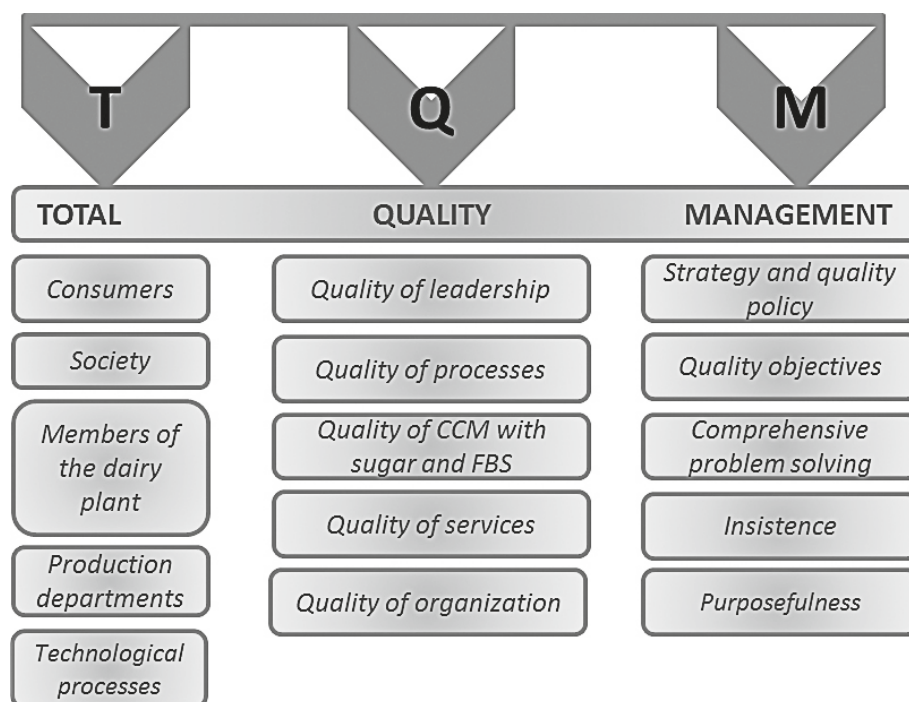 T
Q
M
TOTAL
QUALITY
MANAGEMENT
Consumers
Society
Members of
the dairy
plant
Production
departments
Technological
processes
Quality of leadership
Quality of processes
Quality of CCM with
sugar and FBS
Quality of services
Quality of organization
Strategy and quality
policy
Quality objectives
Comprehensive
problem solving
Insistence
Purposefulness